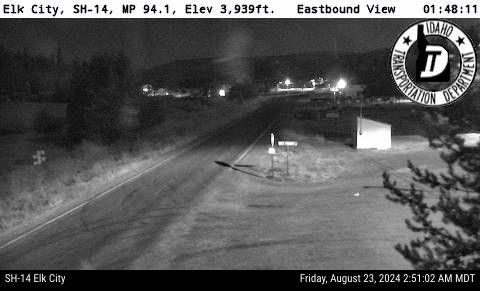 Elk City, SH-14, MP 94.1, Elev 3,939ft. Eastbound View 01:48:11
IDAHO
TRANSPORTATION DEPARTMENT
SH-14 Elk City Friday, August 23, 2024 2:51:02 AM MDT